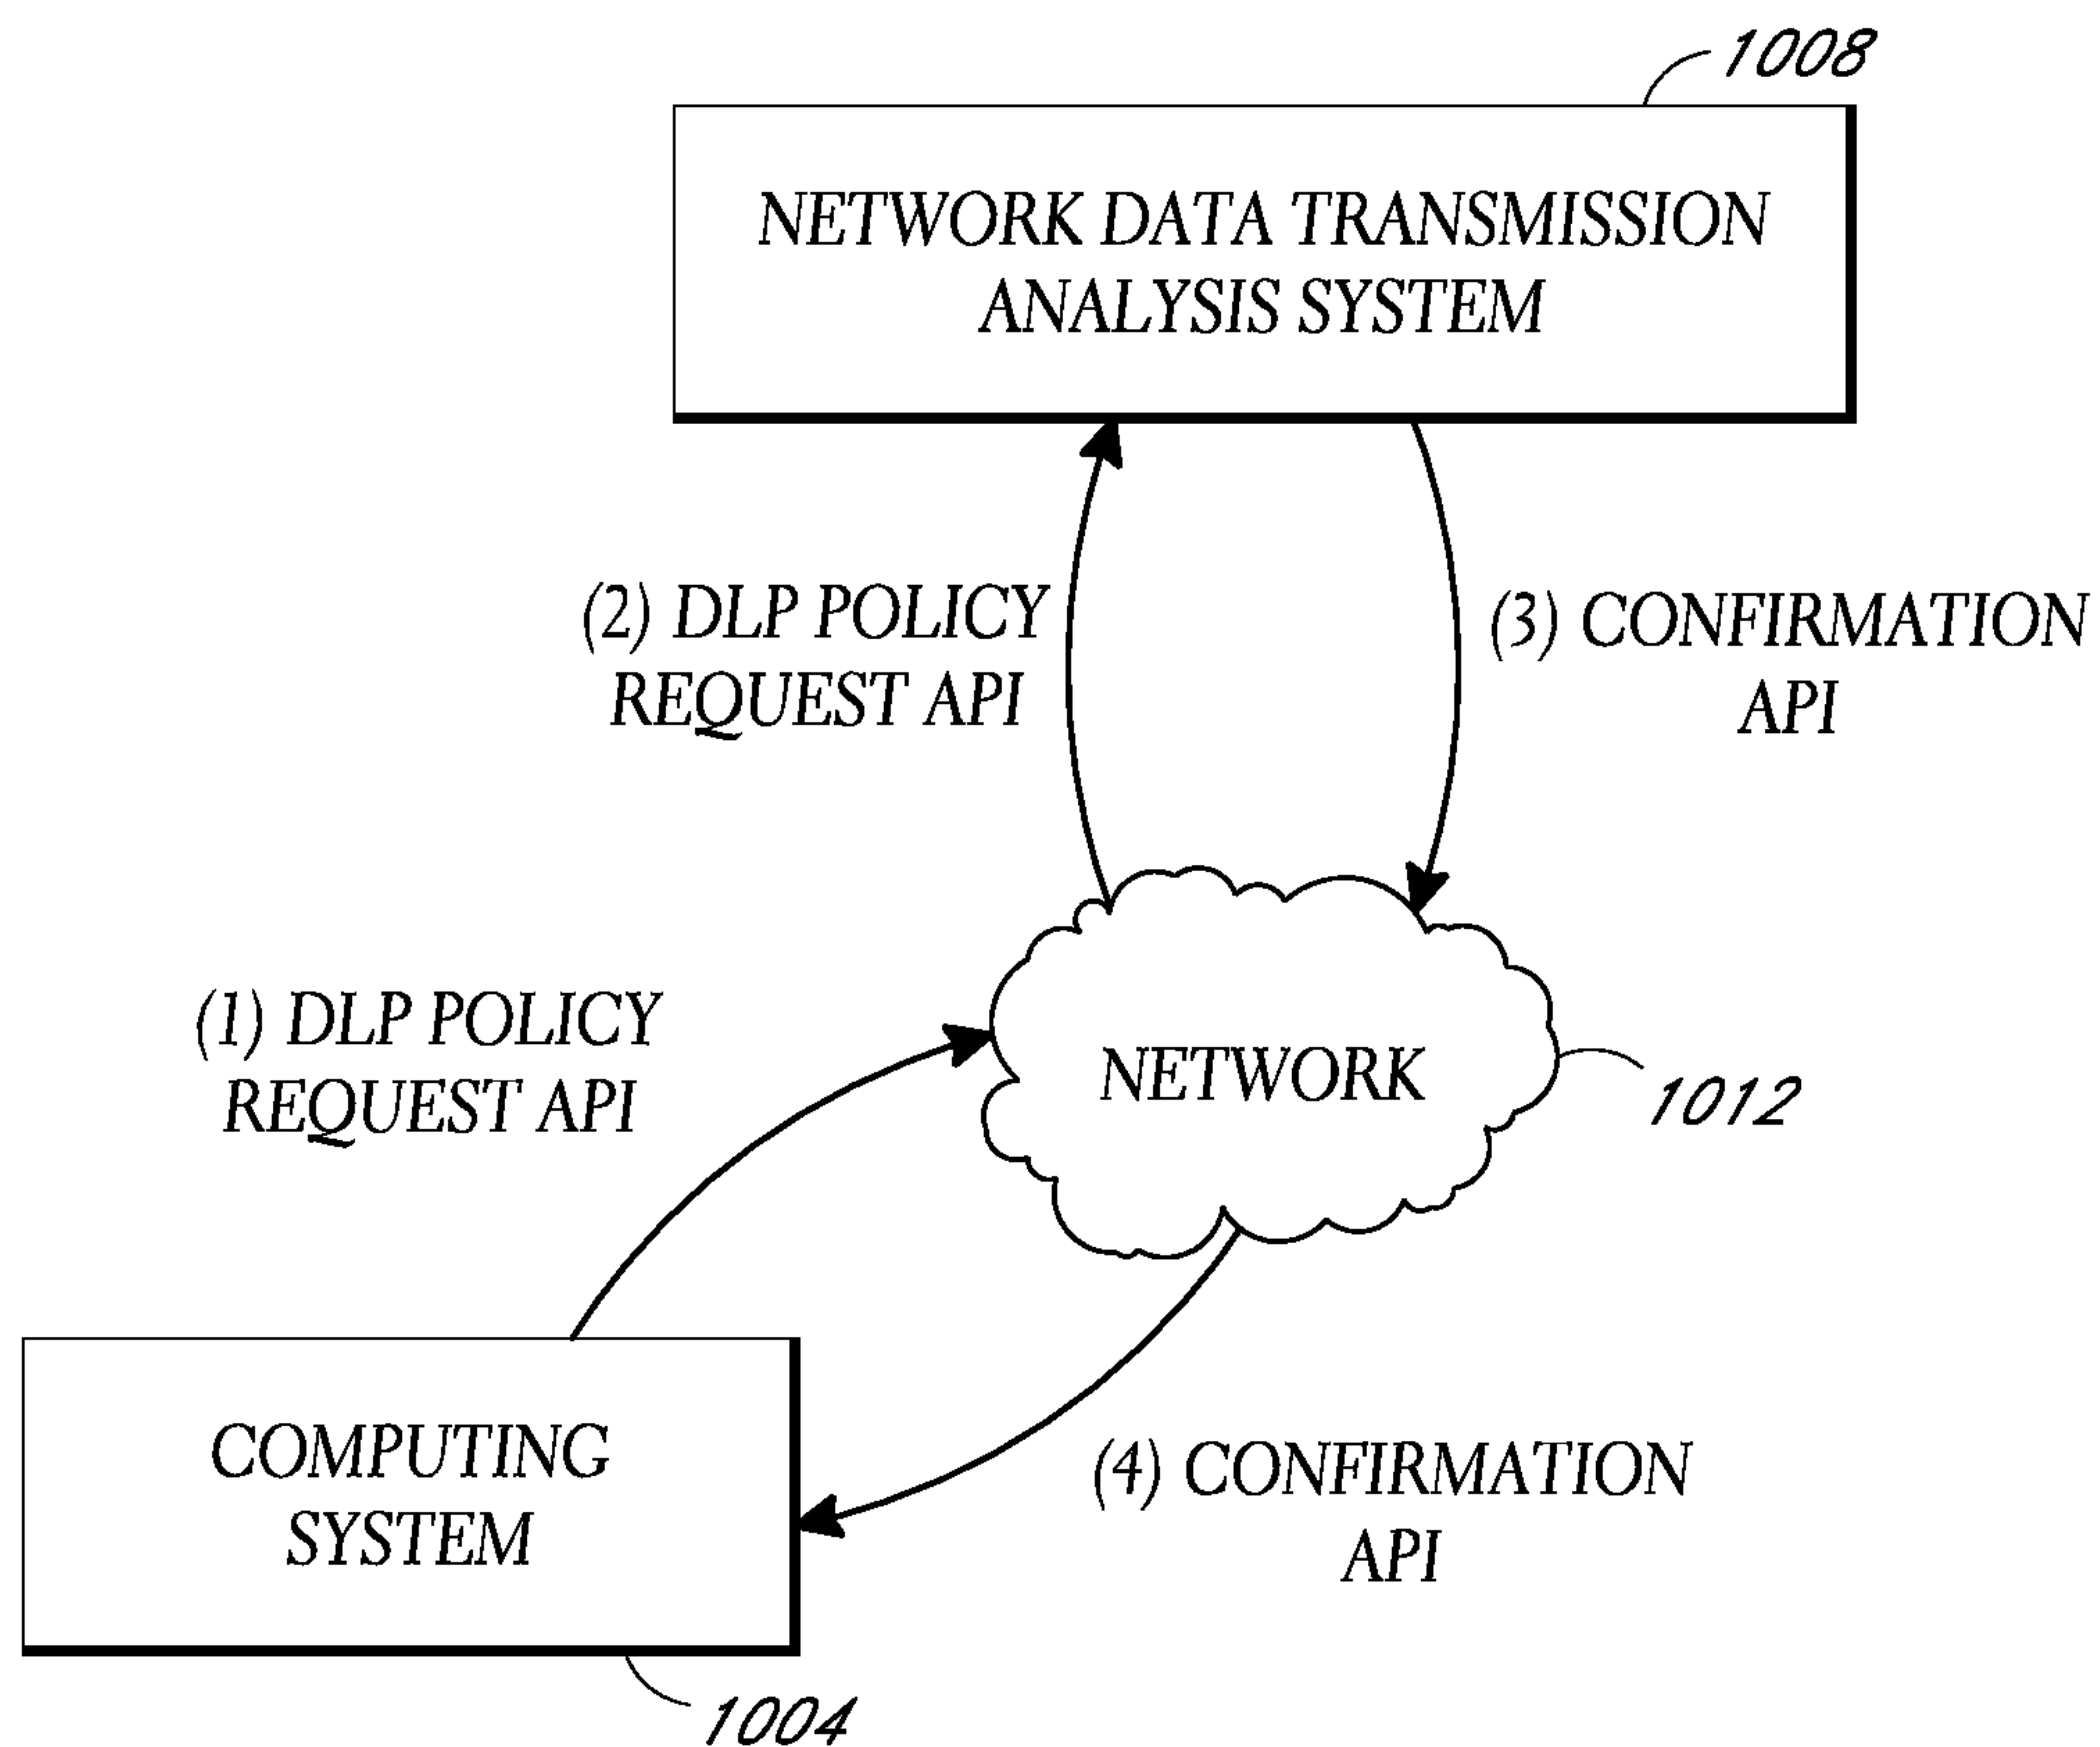 1008
NETWORK DATA TRANSMISSION
ANALYSIS SYSTEM
(2) DLP POLICY
REQUEST API
(3) CONFIRMATION
API
(1) DLP POLICY
REQUEST API
NETWORK
1012
COMPUTING
SYSTEM
(4) CONFIRMATION
API
1004